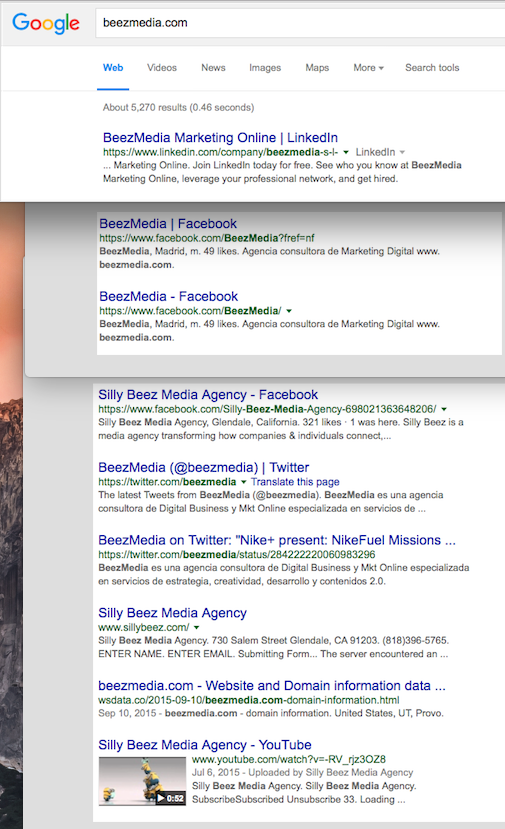 Google
beezmedia.com
Web Videos News Images Maps More Search tools
About 5,270 results (0.46 seconds)
BeezMedia Marketing Online | LinkedIn
https://www.linkedin.com/company/beezmedia-s-l- LinkedIn
... Marketing Online. Join LinkedIn today for free. See who you know at BeezMedia
Marketing Online, leverage your professional network, and get hired.
BeezMedia | Facebook
https://www.facebook.com/BeezMedia?fref=nf
BeezMedia, Madrid, m. 49 likes. Agencia consultora de Marketing Digital www.
beezmedia.com.
BeezMedia - Facebook
https://www.facebook.com/BeezMedia/
BeezMedia, Madrid, m. 49 likes. Agencia consultora de Marketing Digital www.
beezmedia.com.
Silly Beez Media Agency - Facebook
https://www.facebook.com/Silly-Beez-Media-Agency-698021363648206/
Silly Beez Media Agency, Glendale, California. 321 likes · 1 was here. Silly Beez is a
media agency transforming how companies & individuals connect,...
BeezMedia (@beezmedia) | Twitter
https://twitter.com/beezmedia Translate this page
The latest Tweets from BeezMedia (@beezmedia). BeezMedia es una agencia
consultora de Digital Business y Mkt Online especializada en servicios de ...
BeezMedia on Twitter: "Nike+ present: NikeFuel Missions ...
https://twitter.com/beezmedia/status/284222220060983296
BeezMedia es una agencia consultora de Digital Business y Mkt Online especializada
en servicios de estrategia, creatividad, desarrollo y contenidos 2.0.
Silly Beez Media Agency
www.sillybeez.com/
Silly Beez Media Agency. 730 Salem Street Glendale, CA 91203. (818)396-5765.
ENTER NAME. ENTER EMAIL. Submitting Form... The server encountered an ...
beezmedia.com - Website and Domain information data ...
wsdata.co/2015-09-10/beezmedia.com-domain-information.html
Sep 10, 2015 - beezmedia.com - domain information. United States, UT, Provo.
Silly Beez Media Agency - YouTube
www.youtube.com/watch?v=-RV_rjz3OZ8
Jul 6, 2015 - Uploaded by Silly Beez Media Agency
Silly Beez Media Agency. Silly Beez Media Agency.
SubscribeSubscribed Unsubscribe 33. Loading ...
0:52